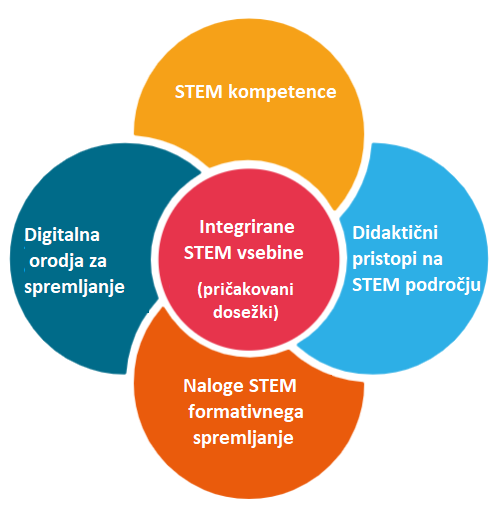 STEM kompetence
Digitalna
orodja za
spremljanje
Integrirane
STEM vsebine
(pričakovani
dosežki)
Didaktični
pristopi na
STEM področju
Naloge STEM
formativnega
spremljanje